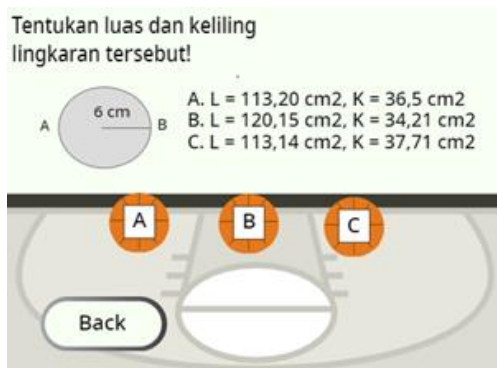 Tentukan luas dan keliling
lingkaran tersebut!
6 cm
A
B
A. L = 113,20 cm2, K = 36,5 cm2
B. L = 120,15 cm2, K = 34,21 cm2
C. L = 113,14 cm2, K = 37,71 cm2
A
B
C
Back